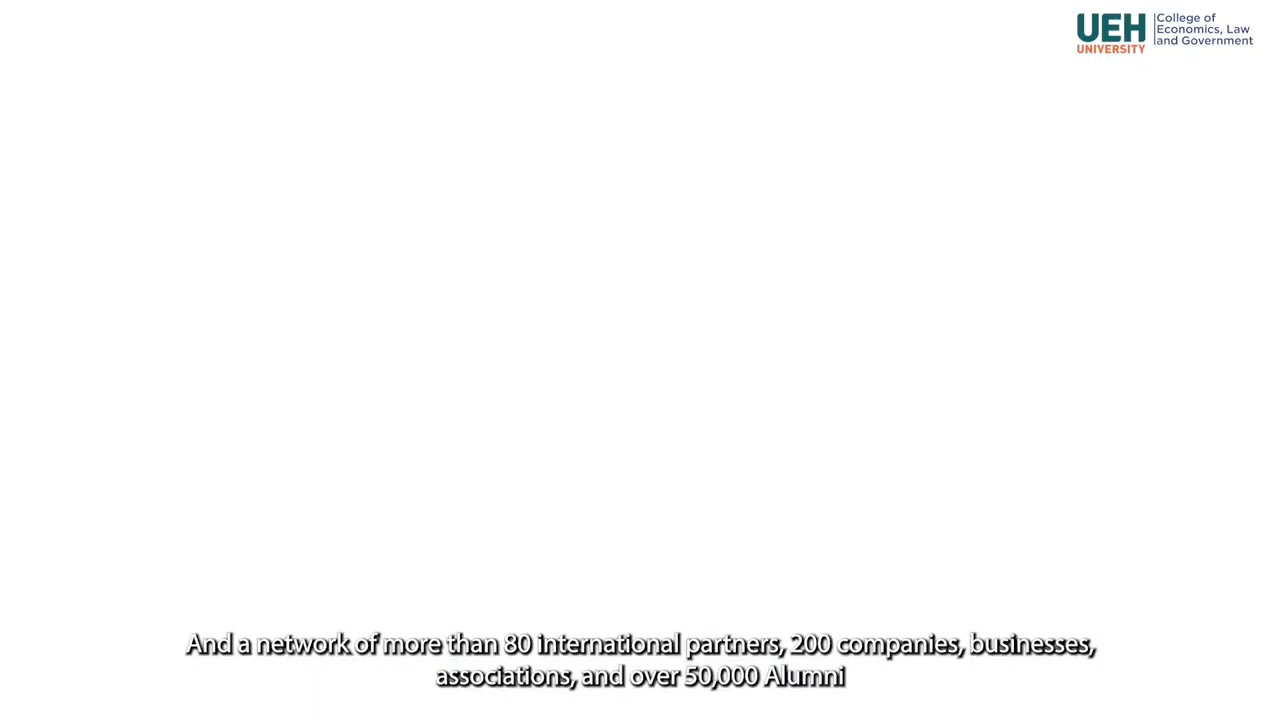 UEH
UNIVERSITY
College of
Economics, Law
and Government
And a network of more than 80 international partners, 200 companies, businesses,
associations, and over 50,000 Alumni